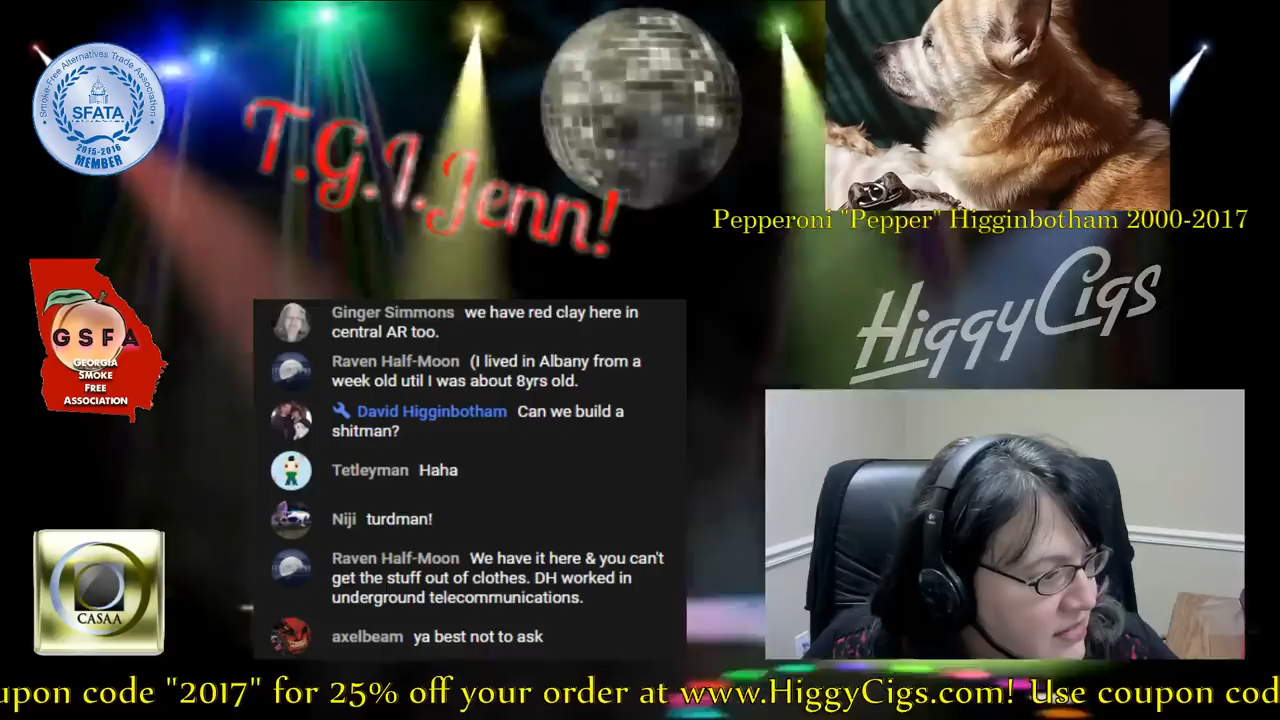 Smoke-Free Alternatives Trade Association
SFATA
2015-2016
MEMBER
T.G.I.Jenn!
Pepperoni "Pepper" Higginbotham 2000-2017
HiggyCigs
GSFA
GEORGIA
SMOKE
FREE
ASSOCIATION
CASAA
Ginger Simmons we have red clay here in
central AR too.
Raven Half-Moon (I lived in Albany from a
week old util I was about 8yrs old.
David Higginbotham Can we build a
shitman?
Tetleyman Haha
Niji turdman!
Raven Half-Moon We have it here & you can't
get the stuff out of clothes. DH worked in
underground telecommunications.
axelbeam ya best not to ask
upon code "2017" for 25% off your order at www.HiggyCigs.com! Use coupon cod